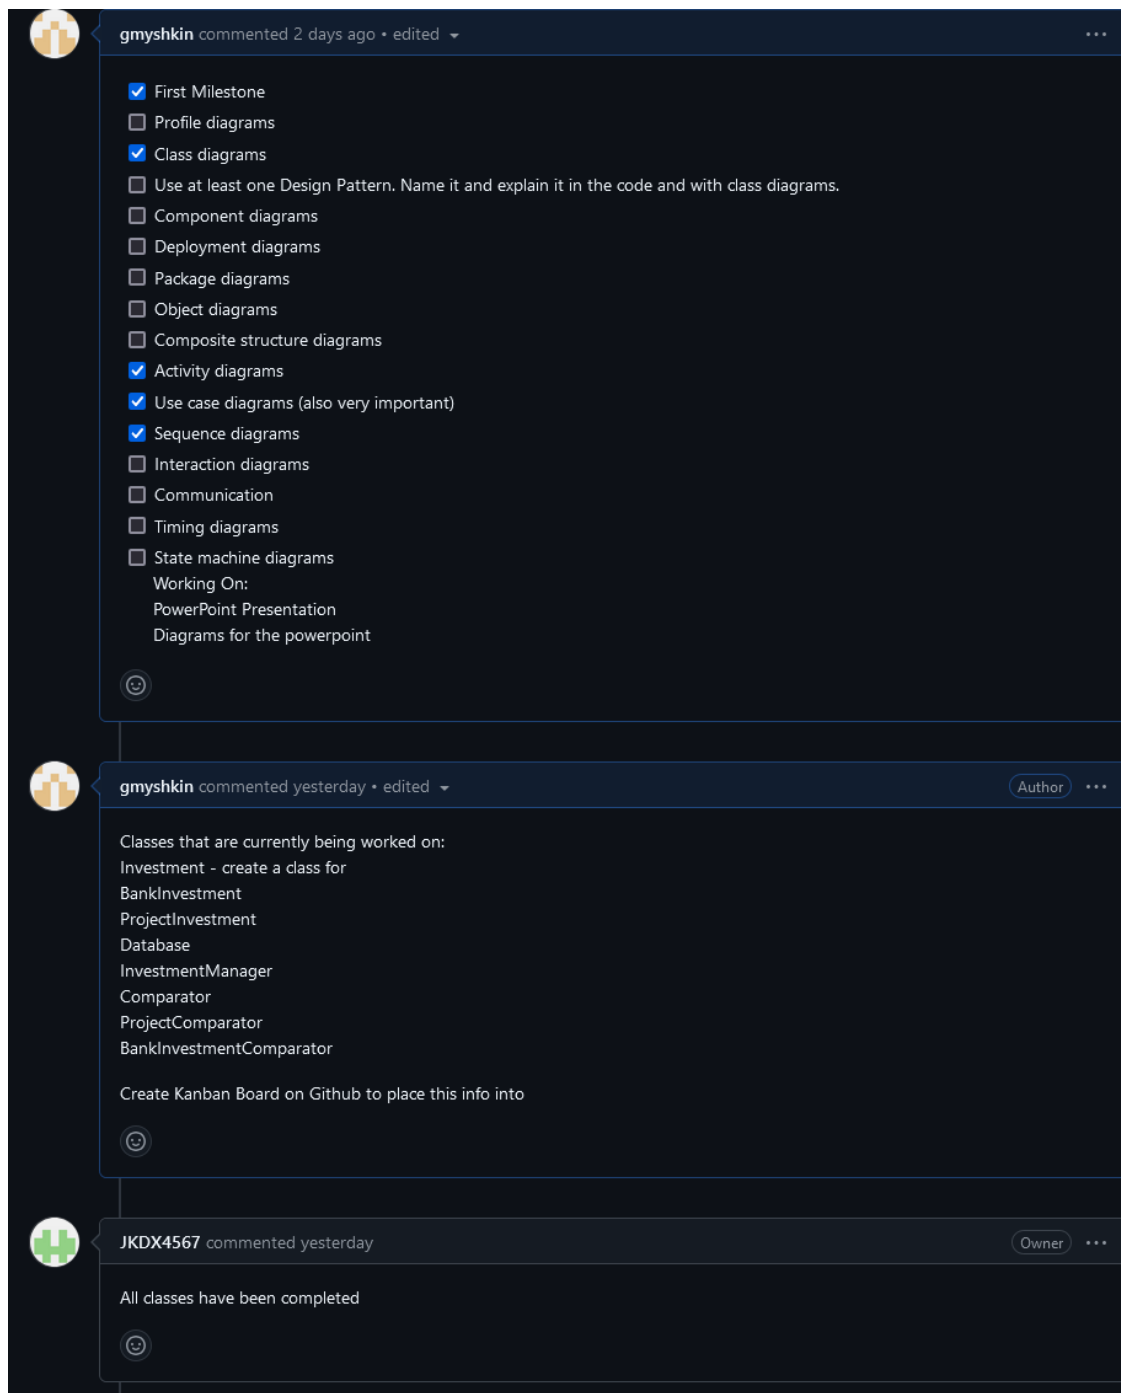 gmyshkin commented 2 days ago • edited
First Milestone
Profile diagrams
Class diagrams
Use at least one Design Pattern. Name it and explain it in the code and with class diagrams.
Component diagrams
Deployment diagrams
Package diagrams
Object diagrams
Composite structure diagrams
Activity diagrams
Use case diagrams (also very important)
Sequence diagrams
Interaction diagrams
Communication
Timing diagrams
State machine diagrams
Working On:
PowerPoint Presentation
Diagrams for the powerpoint
gmyshkin commented yesterday • edited Author
Classes that are currently being worked on:
Investment - create a class for
BankInvestment
ProjectInvestment
Database
InvestmentManager
Comparator
ProjectComparator
BankInvestmentComparator
Create Kanban Board on Github to place this info into
JKDX4567 commented yesterday Owner
All classes have been completed